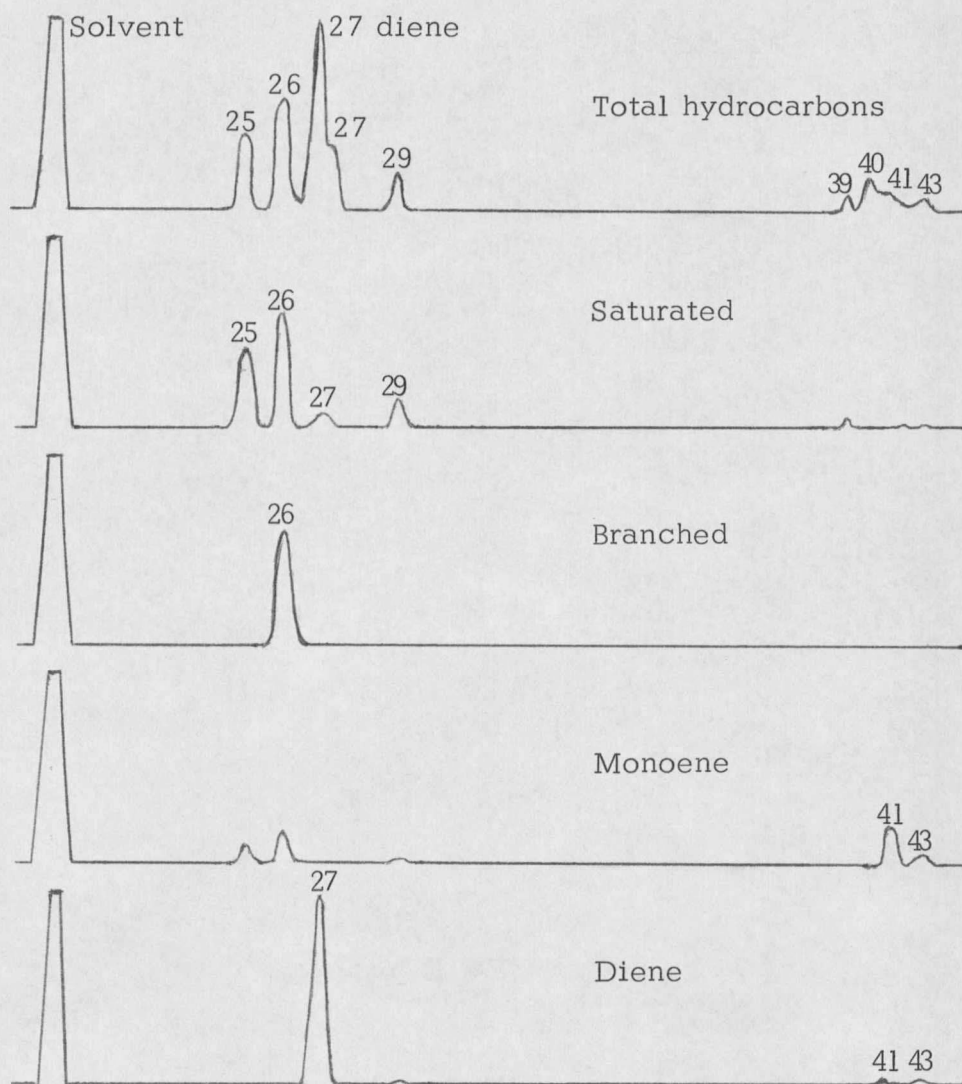 Solvent
27 diene
26
25
27
29
Total hydrocarbons
39
40
41
43
Saturated
25
26
27
29
Branched
26
Monoene
41
43
Diene
27
41 43